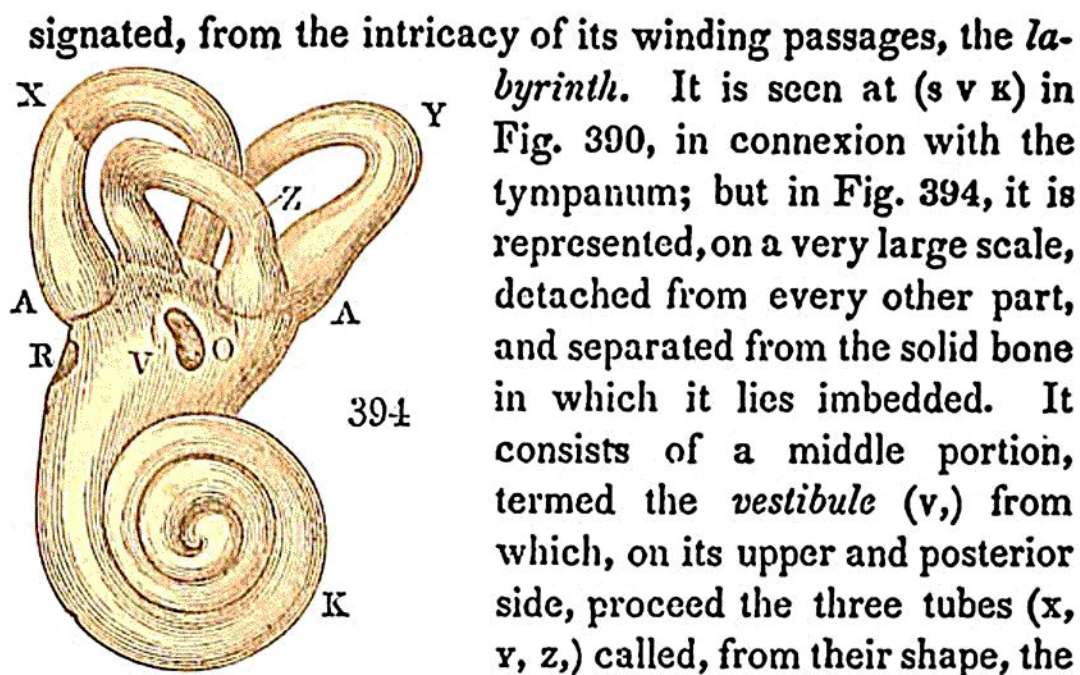 signated, from the intricacy of its winding passages, the la-
byrinth. It is seen at (s v k) in
Fig. 390, in connexion with the
tympanum; but in Fig. 394, it is
represented, on a very large scale,
detached from every other part,
and separated from the solid bone
in which it lies imbedded. It
consists of a middle portion,
termed the vestibule (v,) from
which, on its upper and posterior
side, proceed the three tubes (x,
y, z,) called, from their shape, the
X
Y
Z
A
A
R
V
O
394
K